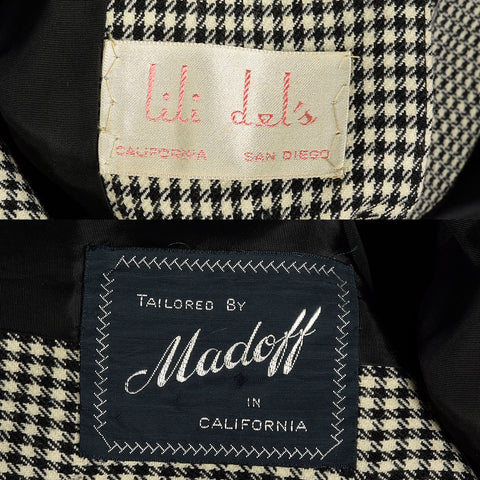 lili del's
CALIFORNIA SAN DIEGO
TAILORED BY
Madoff
IN
CALIFORNIA